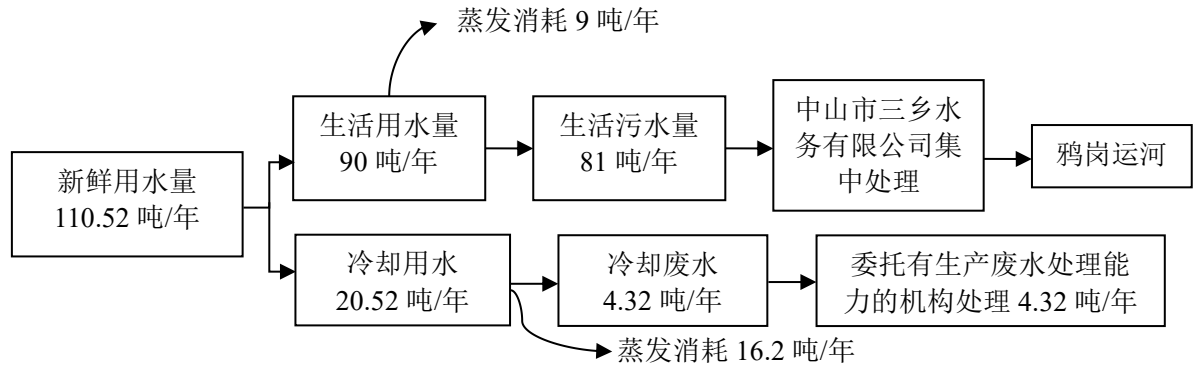 蒸发消耗 9 吨/年
生活用水量
90 吨/年
生活污水量
81 吨/年
中山市三乡水
务有限公司集
中处理
鸦岗运河
新鲜用水量
110.52 吨/年
冷却用水
20.52 吨/年
冷却废水
4.32 吨/年
委托有生产废水处理能
力的机构处理 4.32 吨/年
蒸发消耗 16.2 吨/年